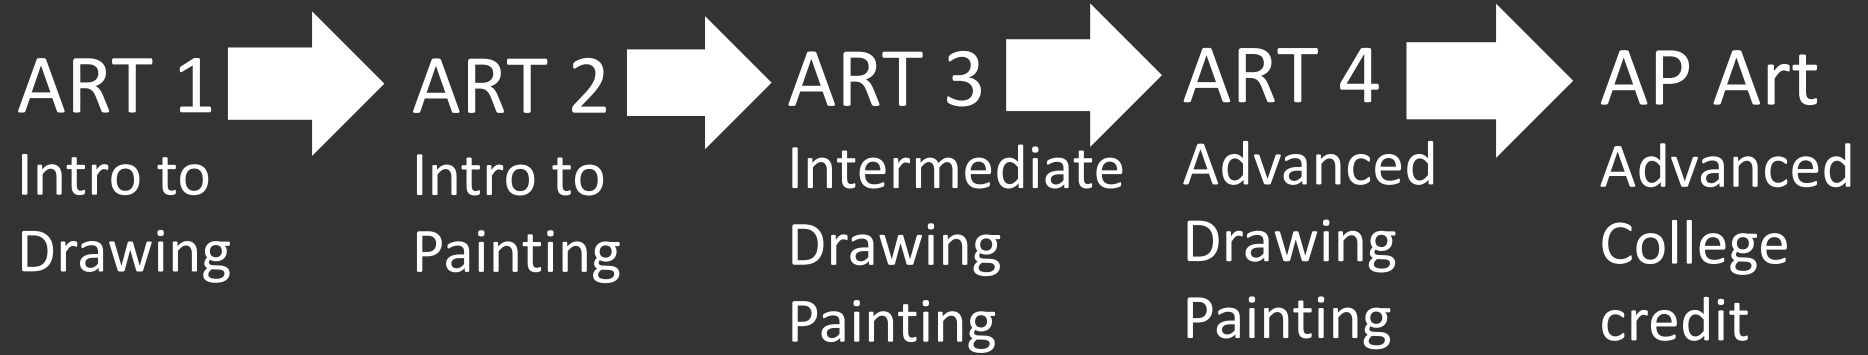 ART 1
Intro to
Drawing
ART 2
Intro to
Painting
ART 3
Intermediate
Drawing
Painting
ART 4
Advanced
Drawing
Painting
AP Art
Advanced
College
credit